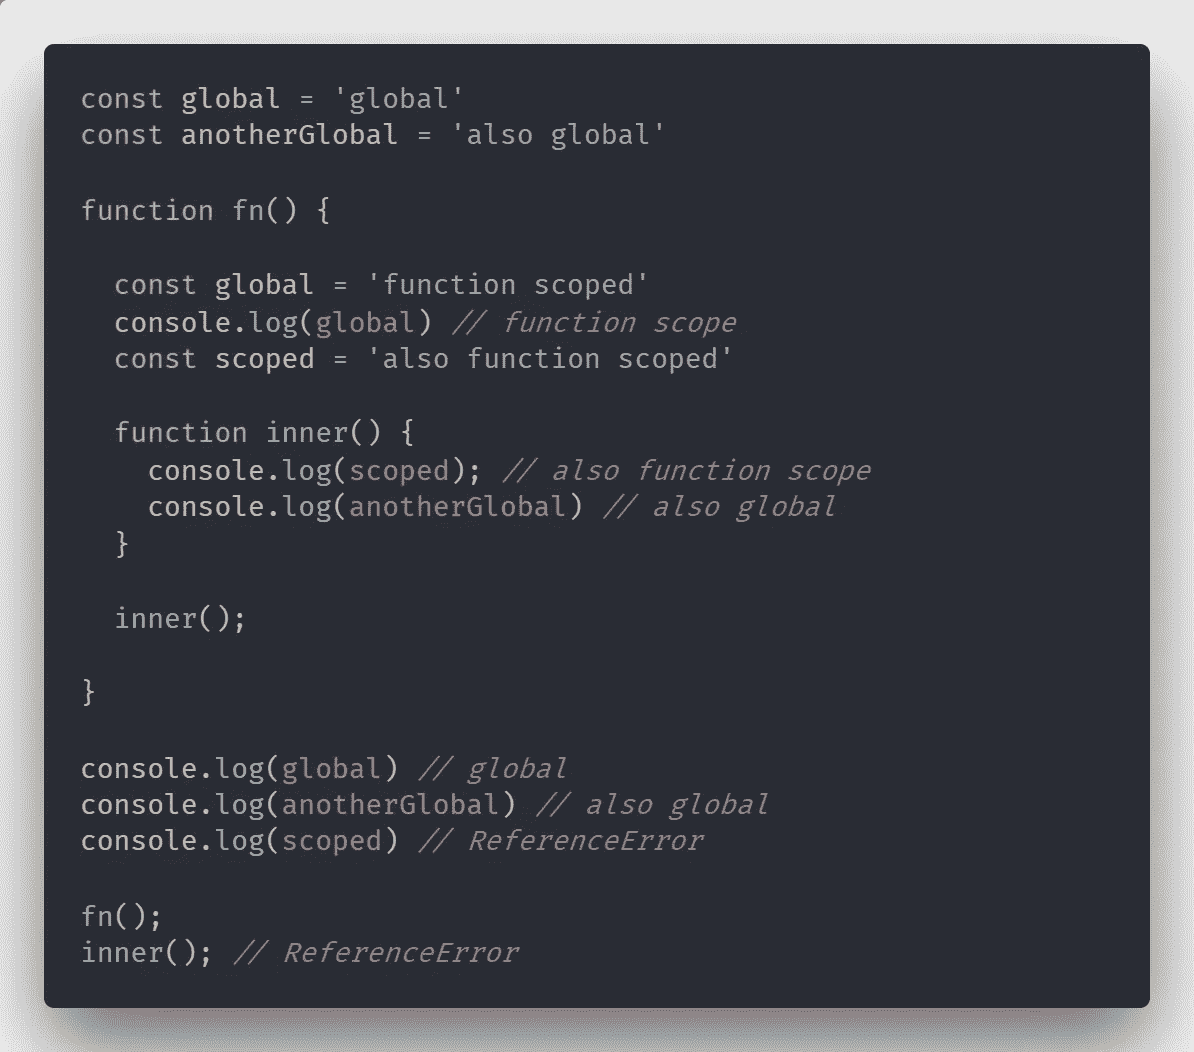 const global = 'global'
const anotherGlobal = 'also global'
function fn() {
const global = 'function scoped'
console.log(global) // function scope
const scoped = 'also function scoped'
function inner() {
console.log(scoped); // also function scope
console.log(anotherGlobal) // also global
}
inner();
}
console.log(global) // global
console.log(anotherGlobal) // also global
console.log(scoped) // ReferenceError
fn();
inner(); // ReferenceError